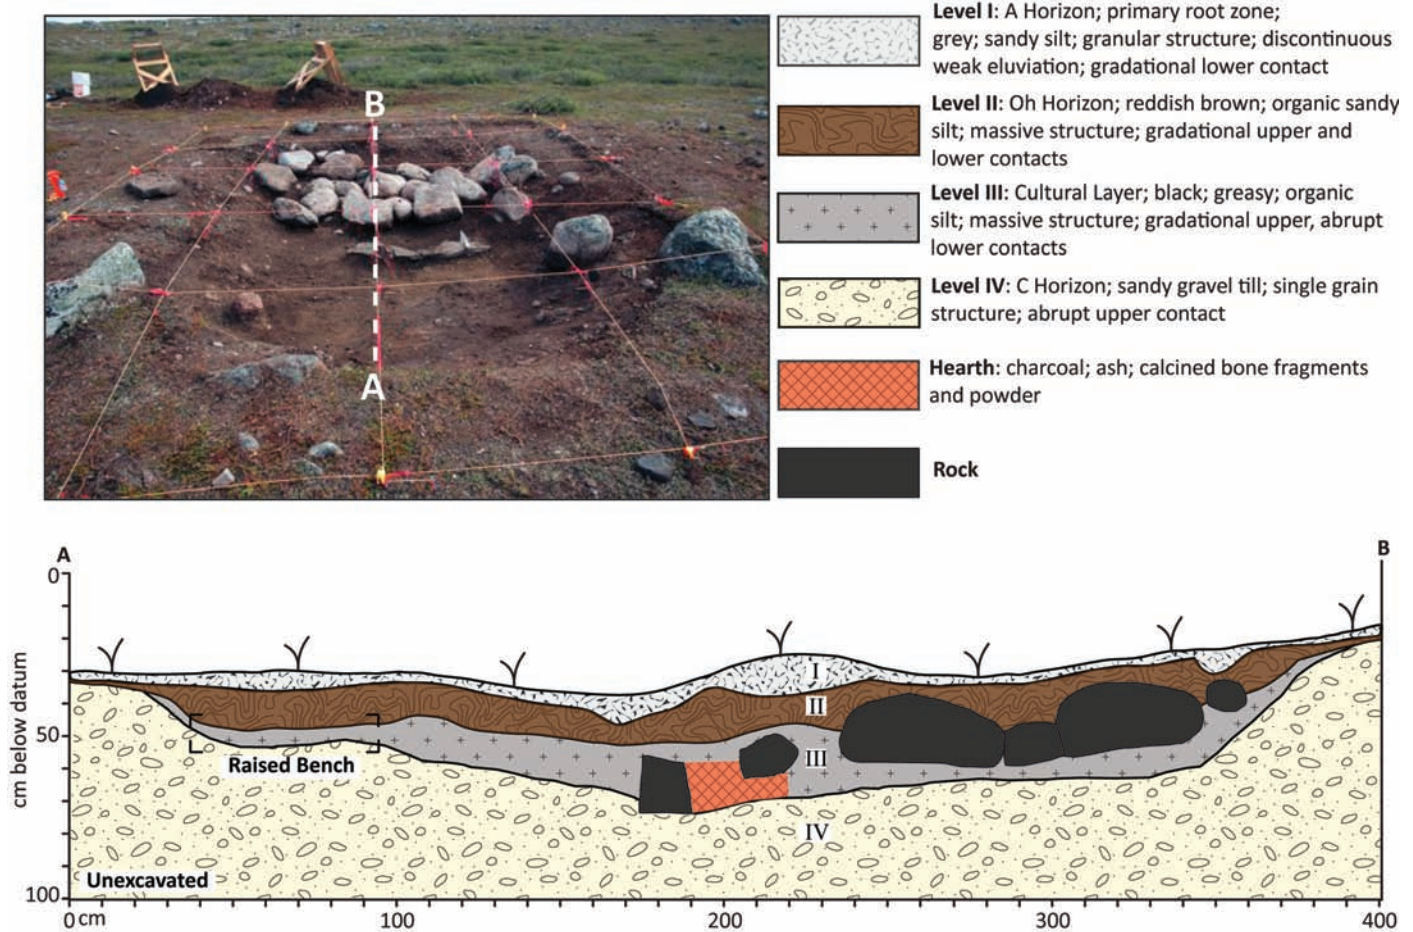 B
A
Level I: A Horizon; primary root zone;
grey; sandy silt; granular structure; discontinuous
weak eluviation; gradational lower contact
Level II: Oh Horizon; reddish brown; organic sandy
silt; massive structure; gradational upper and
lower contacts
Level III: Cultural Layer; black; greasy; organic
silt; massive structure; gradational upper, abrupt
lower contacts
Level IV: C Horizon; sandy gravel till; single grain
structure; abrupt upper contact
Hearth: charcoal; ash; calcined bone fragments
and powder
Rock
A
B
0
50
100
cm below datum
I
II
III
IV
Raised Bench
Unexcavated
0 cm 100 200 300 400